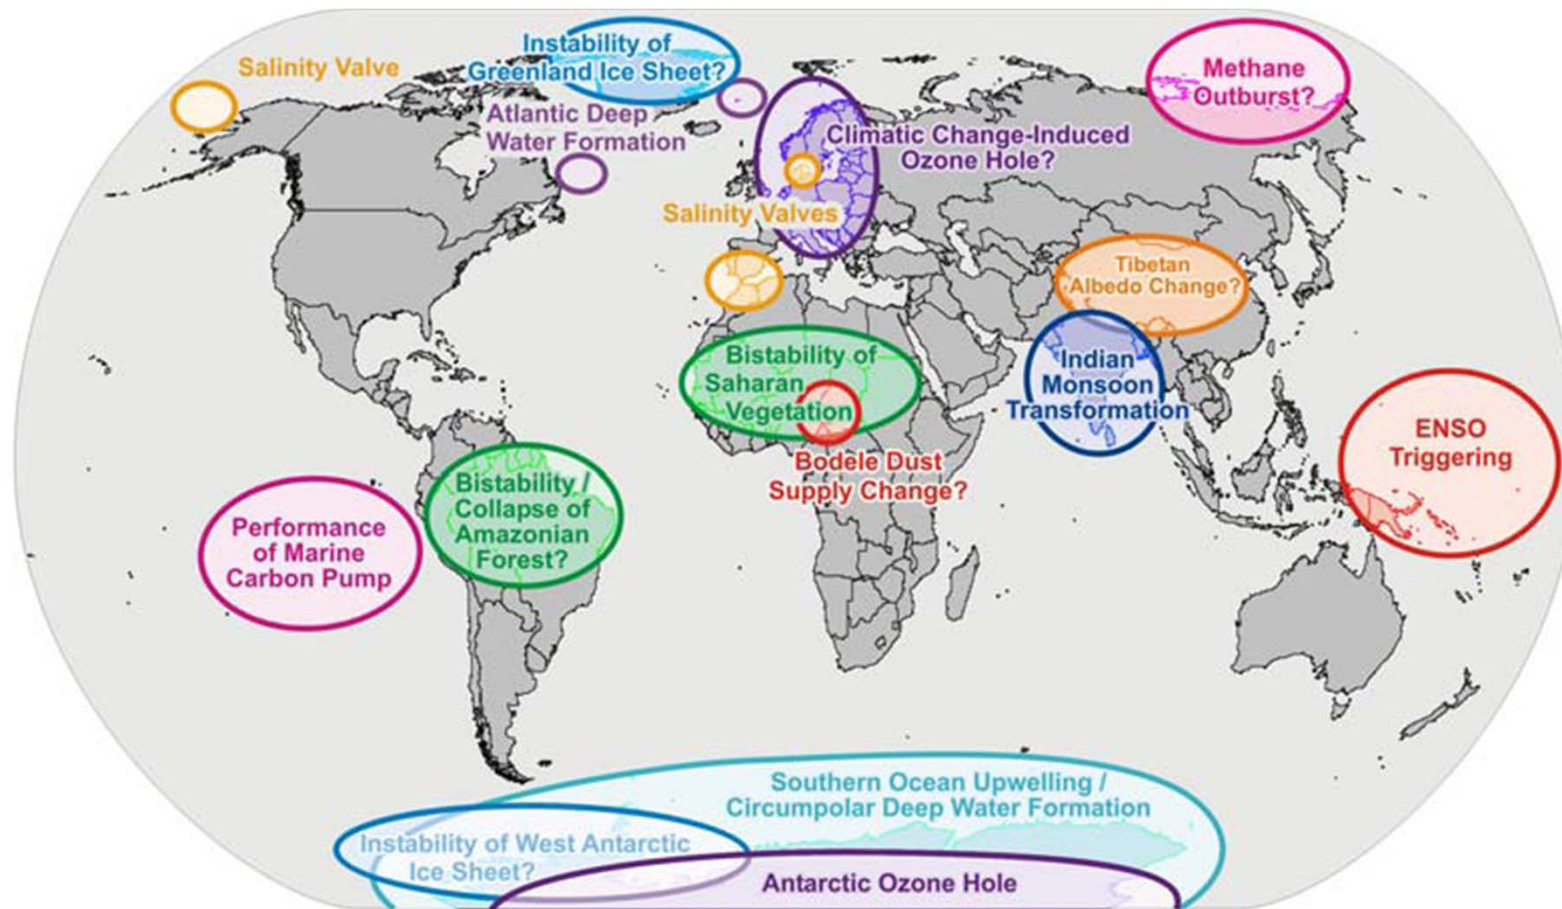 Salinity Valve
Instability of
Greenland Ice Sheet?
Atlantic Deep
Water Formation
Methane
Outburst?
Climatic Change-Induced
Ozone Hole?
Salinity Valves
Tibetan
Albedo Change?
Bistability of
Saharan
Vegetation
Indian
Monsoon
Transformation
Bodele Dust
Supply Change?
ENSO
Triggering
Bistability /
Collapse of
Amazonian
Forest?
Performance
of Marine
Carbon Pump
Southern Ocean Upwelling /
Circumpolar Deep Water Formation
Instability of West Antarctic
Ice Sheet?
Antarctic Ozone Hole